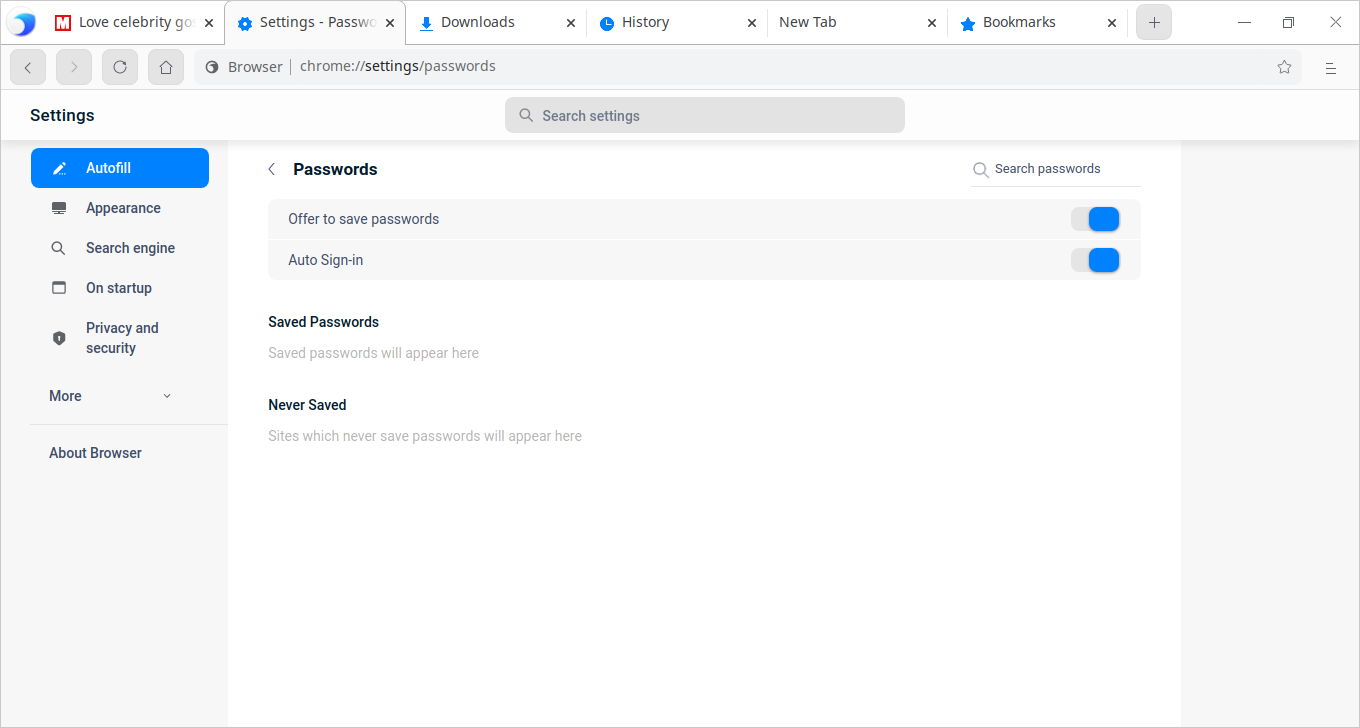 Love celebrity go
Settings - Passwo
Downloads
History
New Tab
Bookmarks
Browser
chrome://settings/passwords
Settings
Search settings
Autofill
Appearance
Search engine
On startup
Privacy and
security
More
About Browser
Passwords
Search passwords
Offer to save passwords
Auto Sign-in
Saved Passwords
Saved passwords will appear here
Never Saved
Sites which never save passwords will appear here